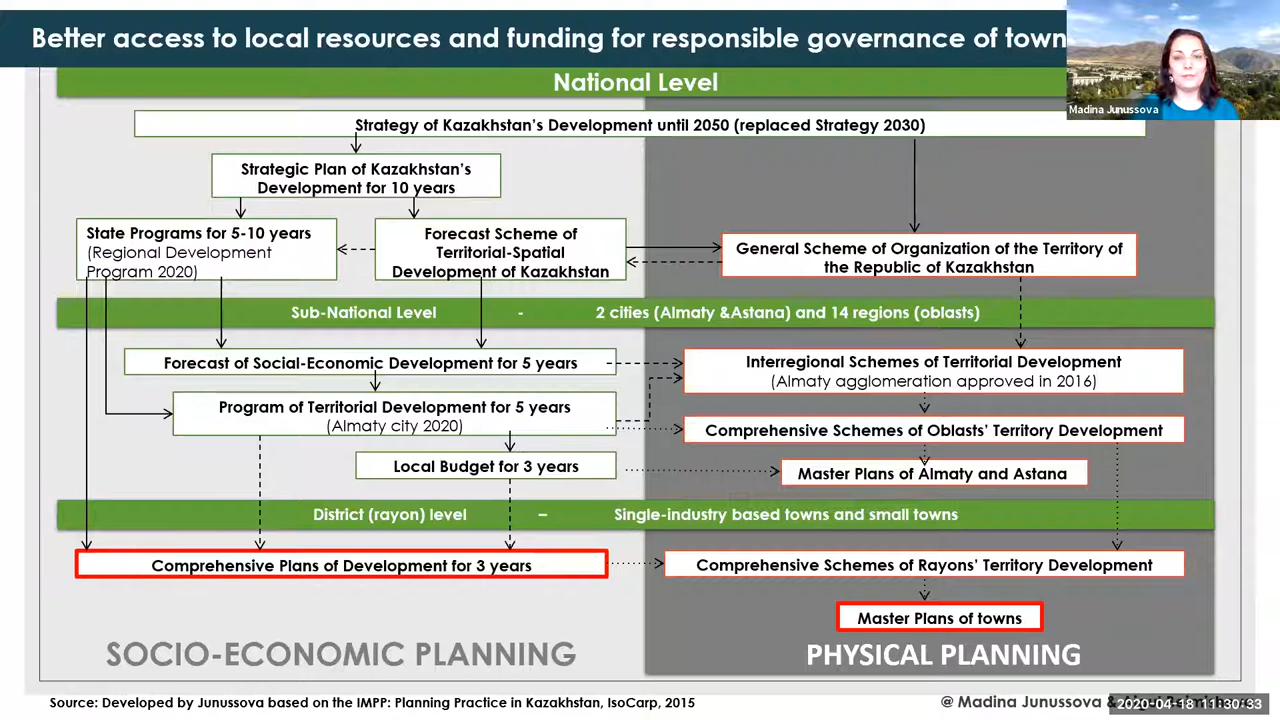 Better access to local resources and funding for responsible governance of town
Madina Junussova
National Level
Strategy of Kazakhstan's Development until 2050 (replaced Strategy 2030)
Strategic Plan of Kazakhstan's
Development for 10 years
State Programs for 5-10 years
(Regional Development
Program 2020)
Forecast Scheme of
Territorial-Spatial
Development of Kazakhstan
General Scheme of Organization of the Territory of
the Republic of Kazakhstan
Sub-National Level - 2 cities (Almaty &Astana) and 14 regions (oblasts)
Forecast of Social-Economic Development for 5 years
Interregional Schemes of Territorial Development
(Almaty agglomeration approved in 2016)
Program of Territorial Development for 5 years
(Almaty city 2020)
Comprehensive Schemes of Oblasts' Territory Development
Local Budget for 3 years
Master Plans of Almaty and Astana
District (rayon) level – Single-industry based towns and small towns
Comprehensive Plans of Development for 3 years
Comprehensive Schemes of Rayons' Territory Development
Master Plans of towns
SOCIO-ECONOMIC PLANNING
PHYSICAL PLANNING
Source: Developed by Junussova based on the IMPP: Planning Practice in Kazakhstan, IsoCarp, 2015
@ Madina Junussova
2020-04-18 11:30:33